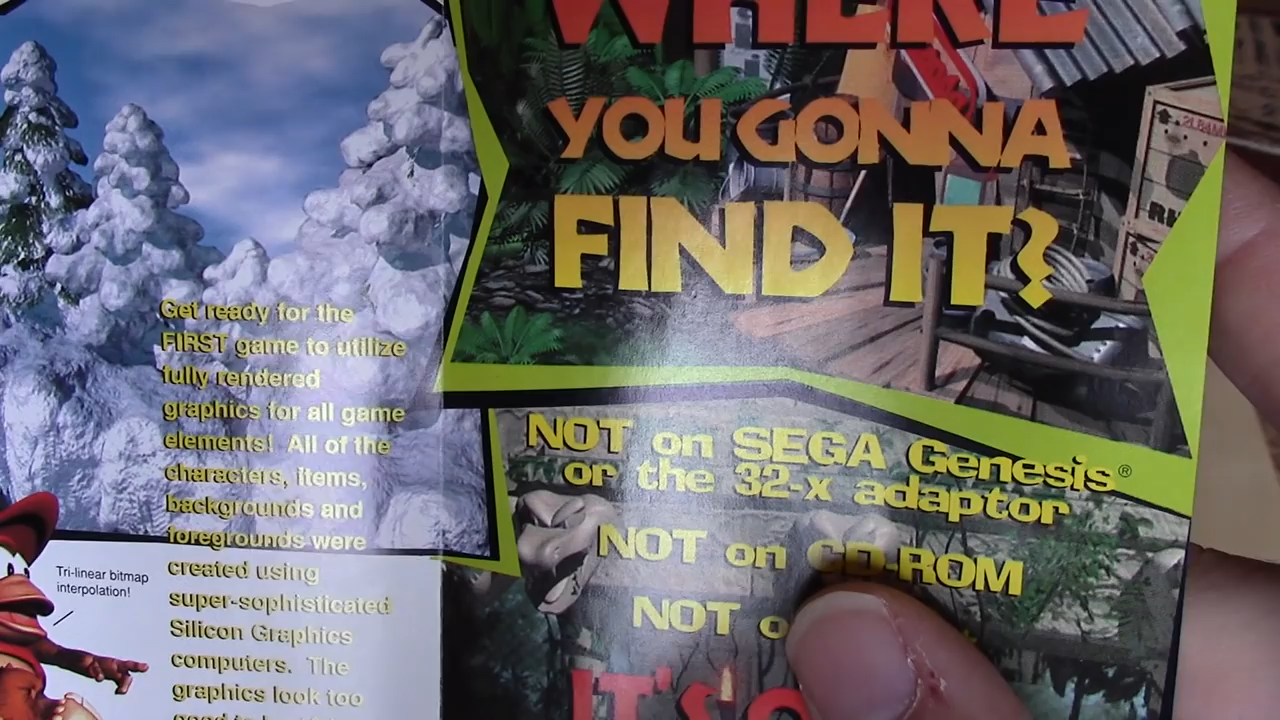 Get ready for the
FIRST game to utilize
fully rendered
graphics for all game
elements! All of the
characters, items,
backgrounds and
foregrounds were
created using
super-sophisticated
Silicon Graphics
computers. The
graphics look too
Tri-linear bitmap
interpolation!
WHERE
YOU GONNA
FIND IT?
NOT on SEGA Genesis®
or the 32-x adaptor
NOT on CD-ROM
NOT
IT'S